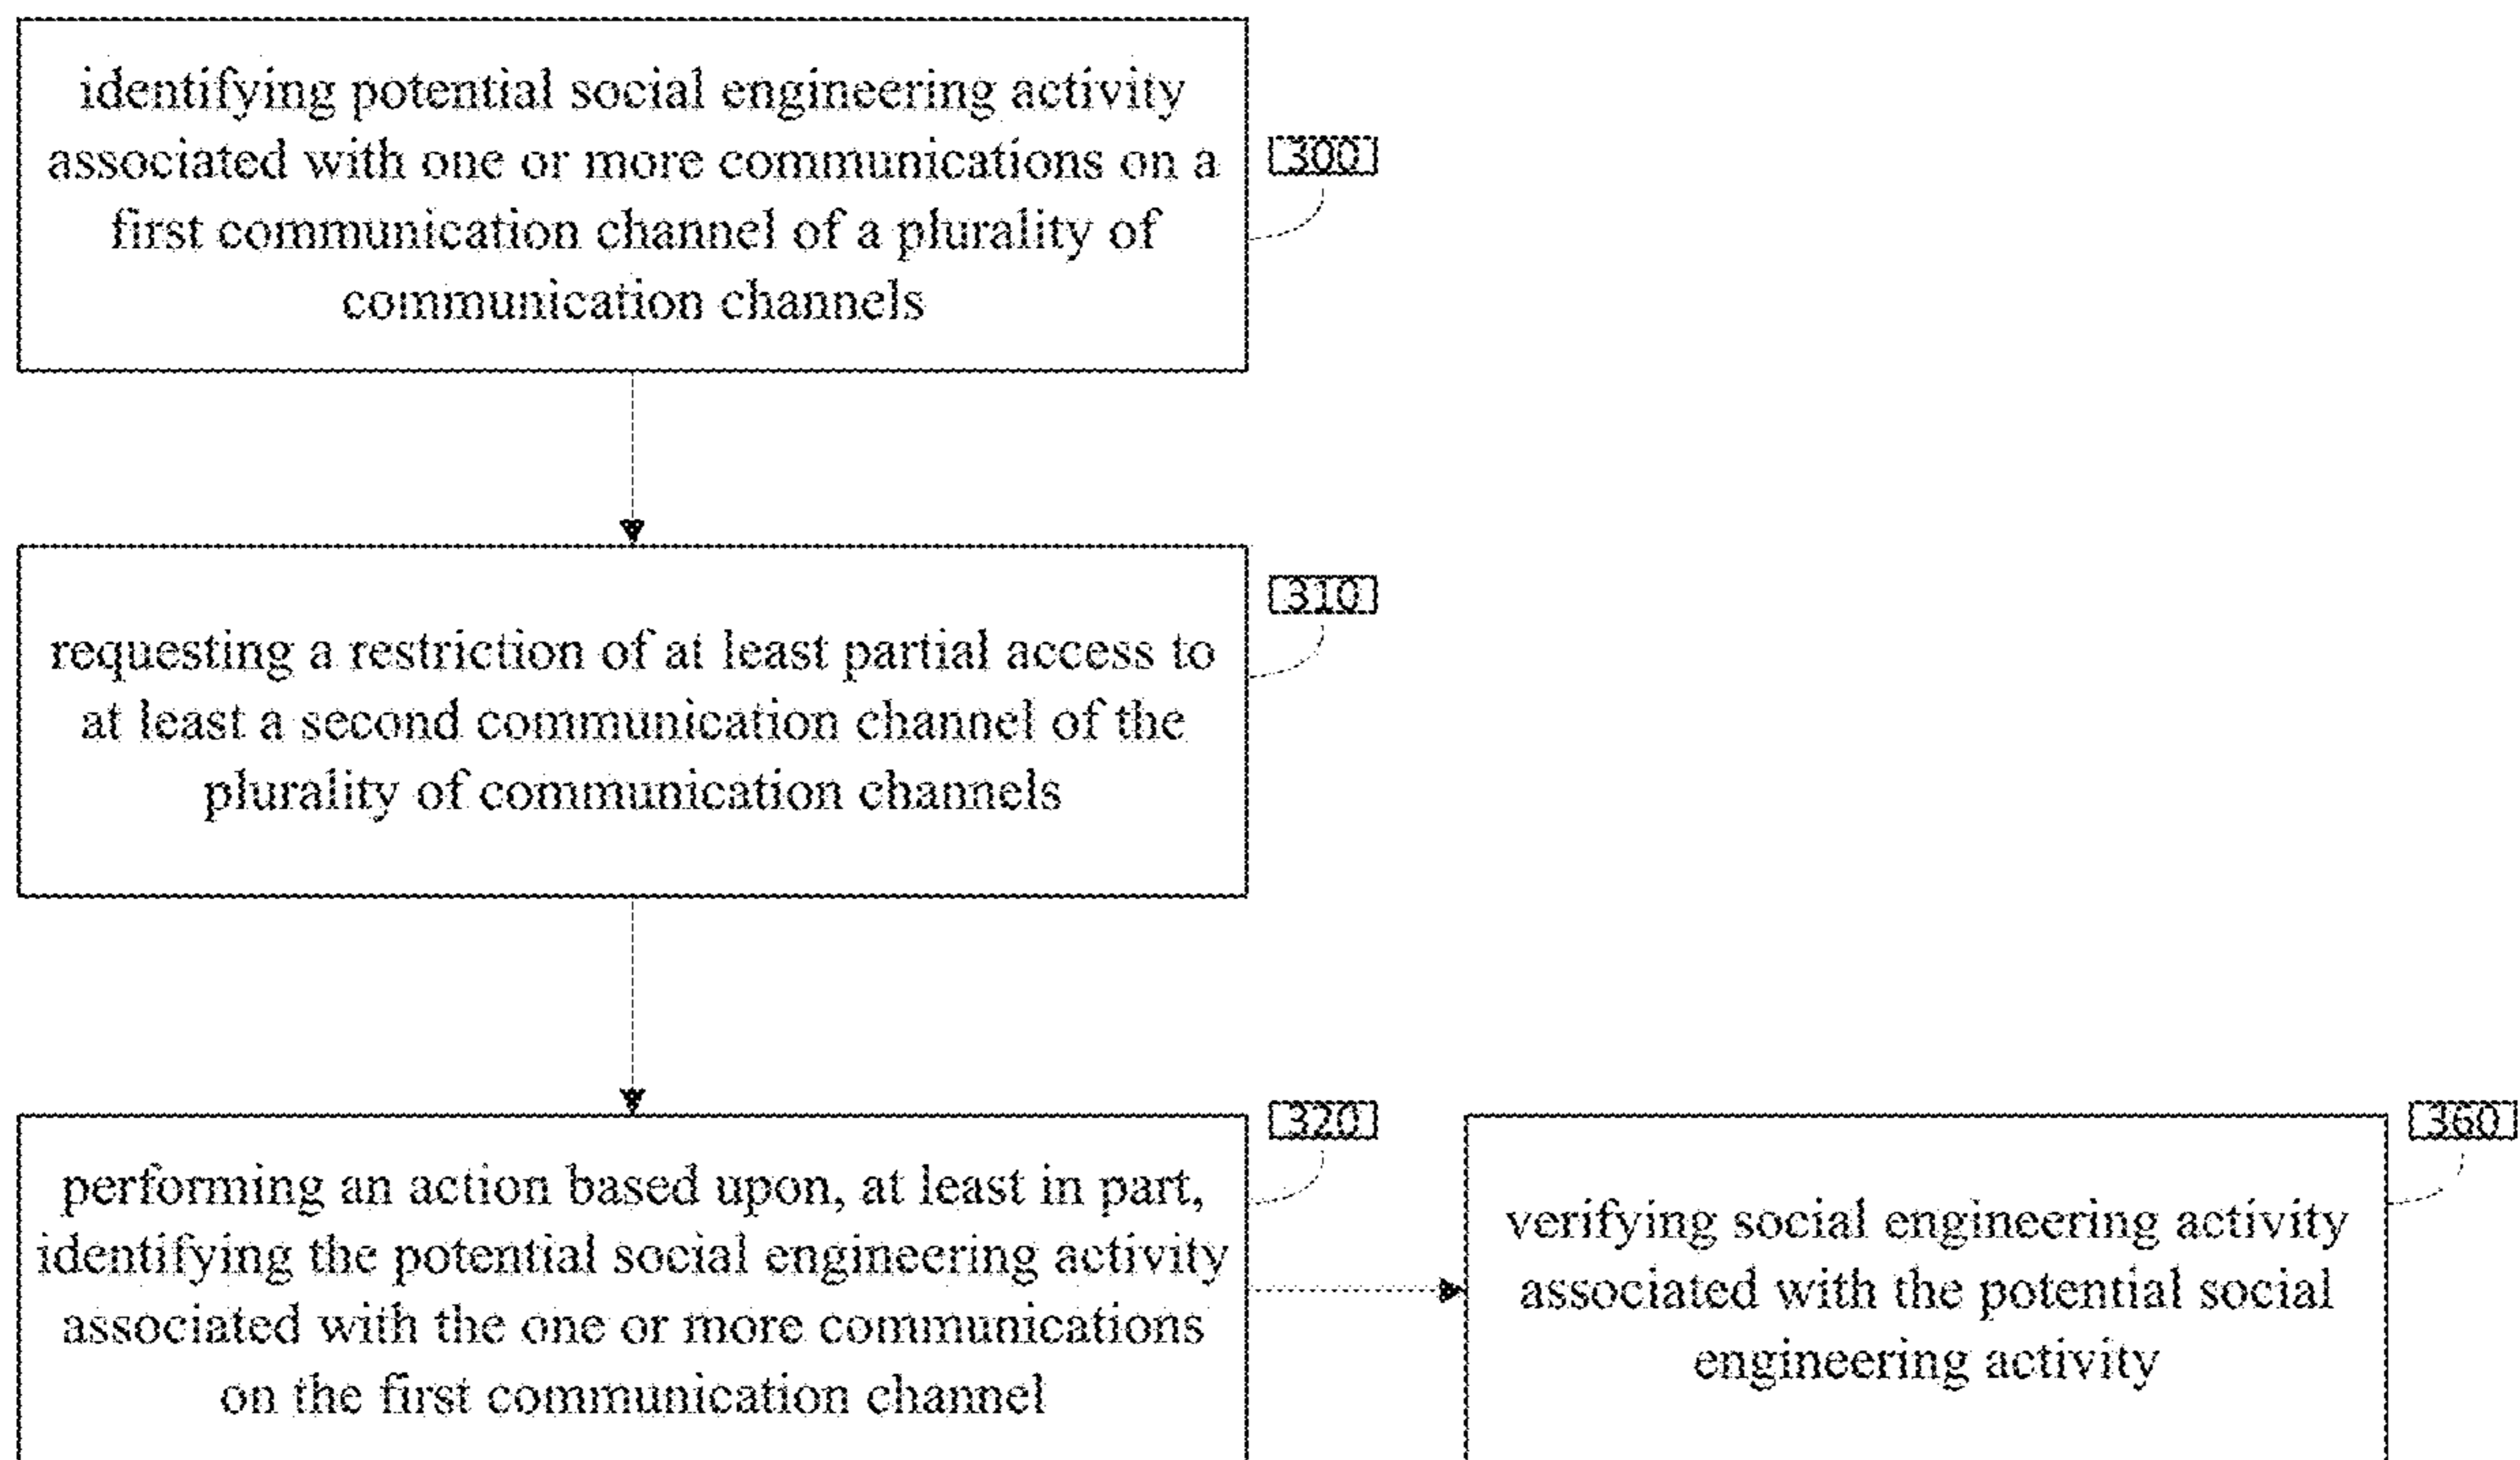 identifying potential social engineering activity
associated with one or more communications on a
first communication channel of a plurality of
communication channels
300
requesting a restriction of at least partial access to
at least a second communication channel of the
plurality of communication channels
310
performing an action based upon, at least in part,
identifying the potential social engineering activity
associated with the one or more communications
on the first communication channel
320
verifying social engineering activity
associated with the potential social
engineering activity
360